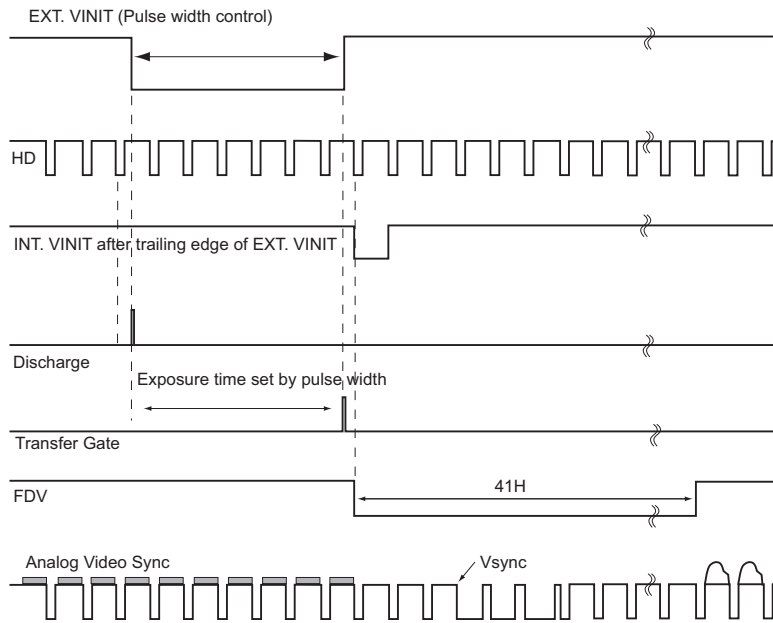 EXT. VINIT (Pulse width control)
HD
INT. VINIT after trailing edge of EXT. VINIT
Discharge
Exposure time set by pulse width
Transfer Gate
FDV
41H
Analog Video Sync
Vsync